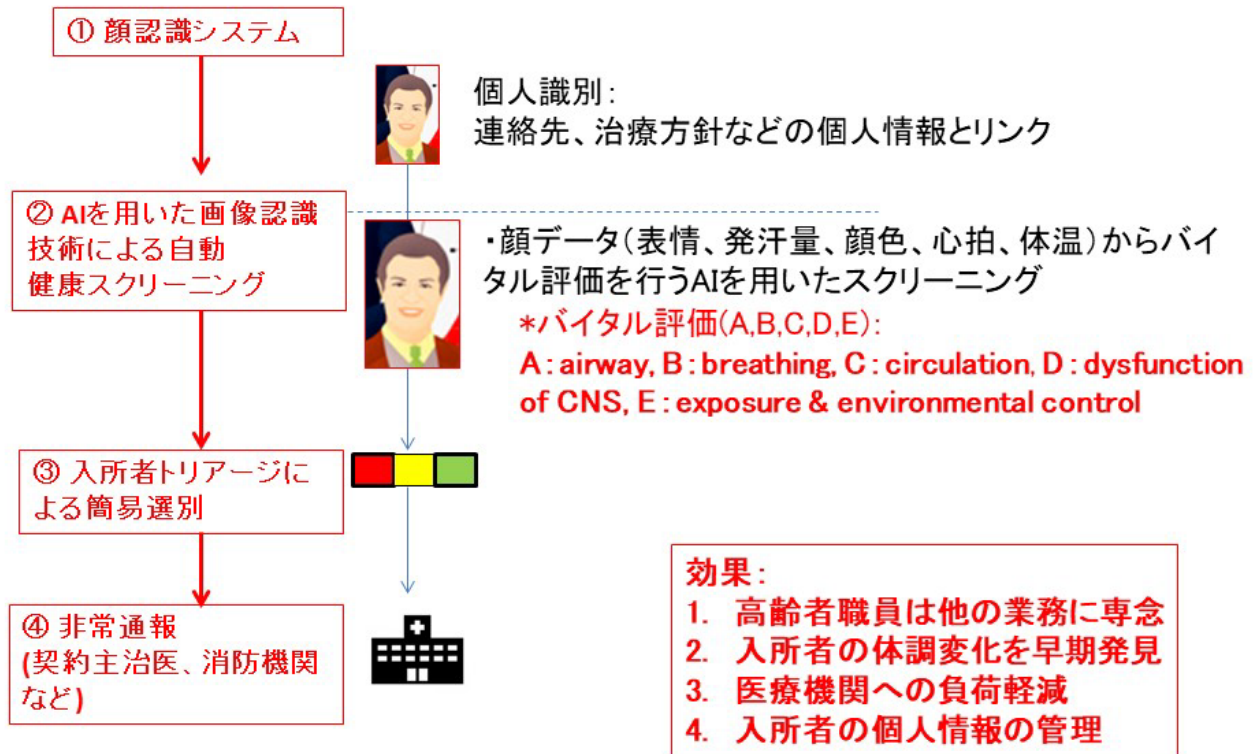 ① 顔認識システム
個人識別:
連絡先、治療方針などの個人情報とリンク
② AIを用いた画像認識
技術による自動
健康スクリーニング
・顔データ(表情、発汗量、顔色、心拍、体温)からバイ
タル評価を行うAIを用いたスクリーニング
*バイタル評価(A,B,C,D,E):
A:airway, B:breathing, C:circulation, D:dysfunction
of CNS, E:exposure & environmental control
③ 入所者トリアージに
よる簡易選別
④ 非常通報
(契約主治医、消防機関
など)
効果:
1. 高齢者職員は他の業務に専念
2. 入所者の体調変化を早期発見
3. 医療機関への負荷軽減
4. 入所者の個人情報の管理